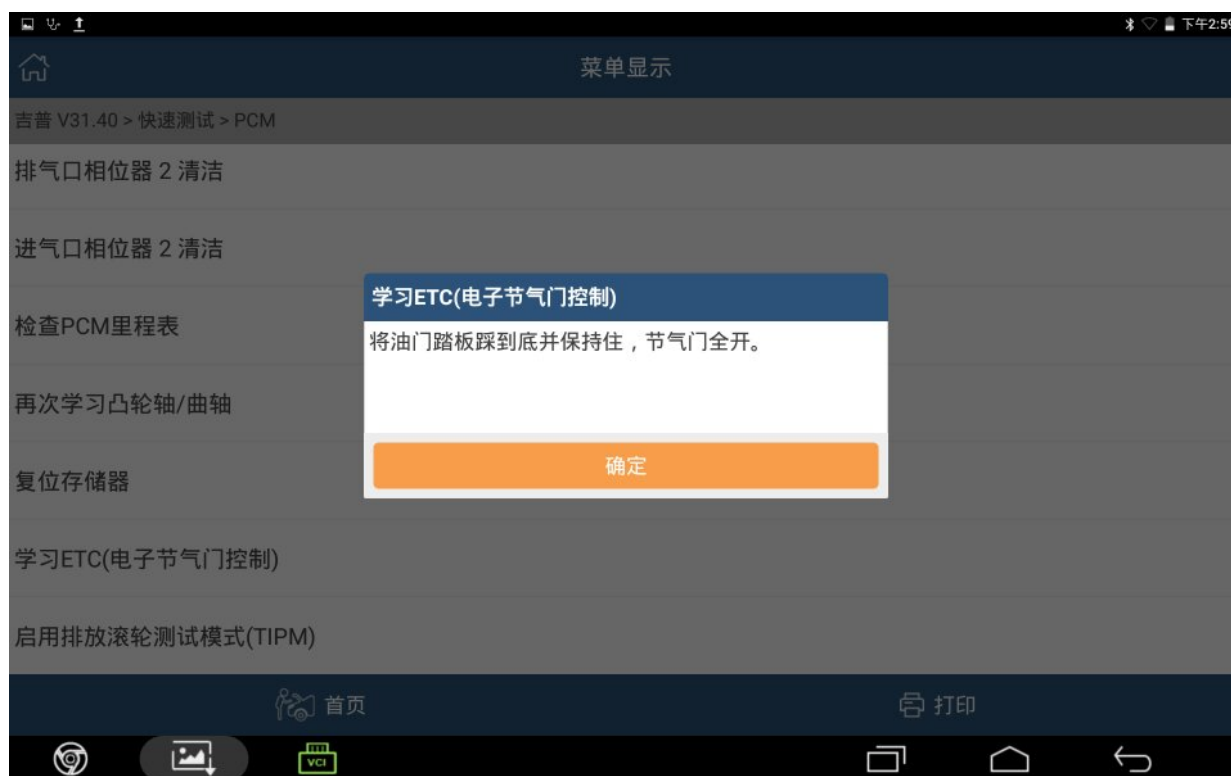 下午2:59
菜单显示
吉普 V31.40 > 快速测试 > PCM
排气口相位器 2 清洁
进气口相位器 2 清洁
检查PCM里程表
再次学习凸轮轴/曲轴
复位存储器
学习ETC(电子节气门控制)
启用排放滚轮测试模式(TIPM)
学习ETC(电子节气门控制)
将油门踏板踩到底并保持住，节气门全开。
确定
首页
打印
VCI